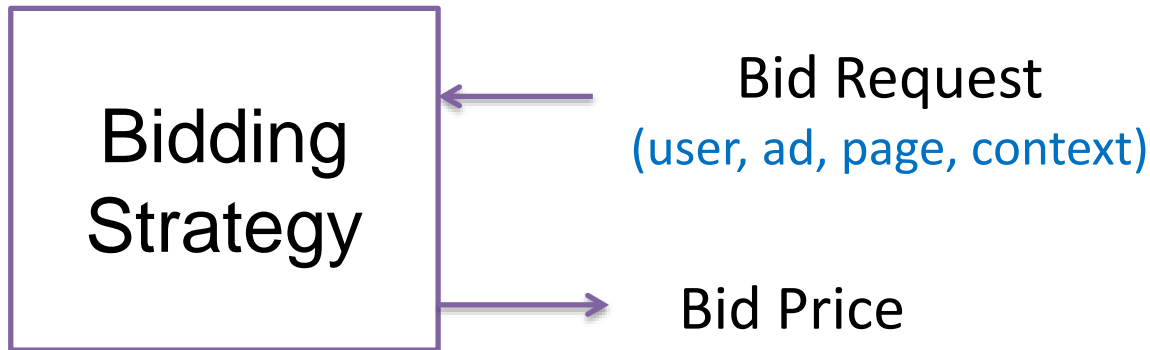 Bidding
Strategy
Bid Request
(user, ad, page, context)
Bid Price